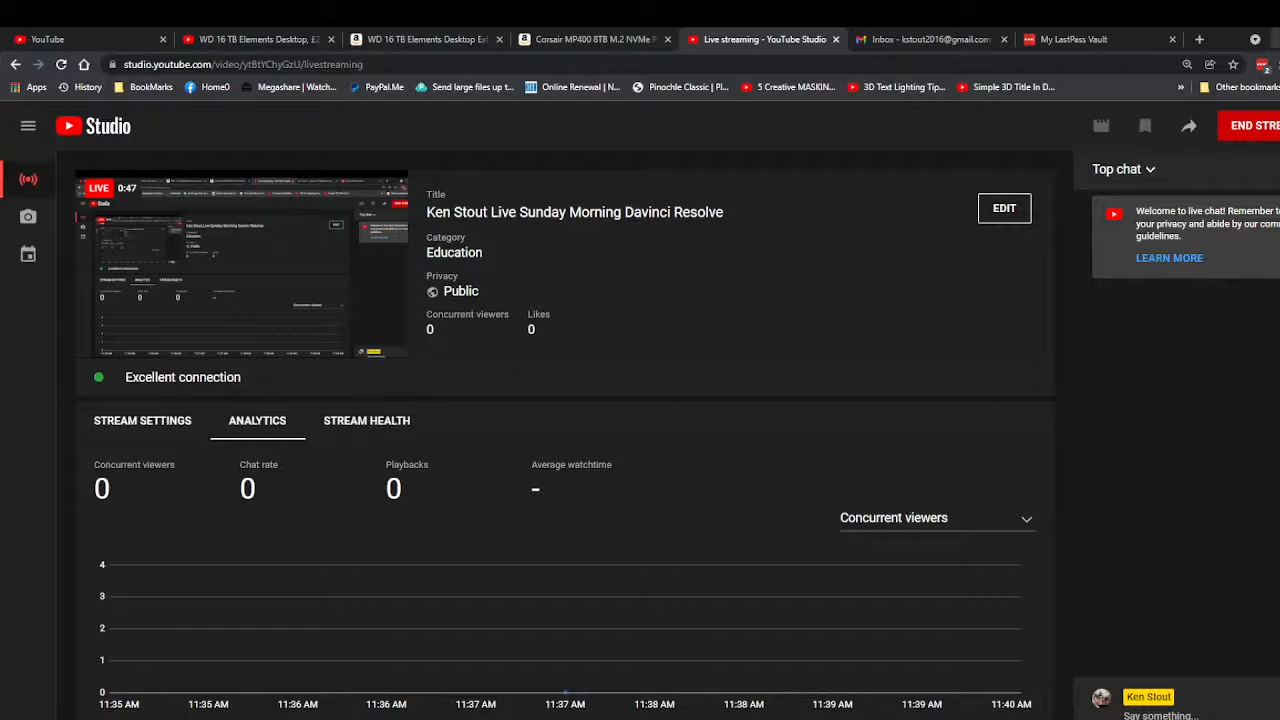 YouTube
WD 16 TB Elements Desktop, £2
WD 16 TB Elements Desktop Ext
Corsair MP400 8TB M.2 NVMe P
Live streaming - YouTube Studio
Inbox - kstout2016@gmail.com
My LastPass Vault
studio.youtube.com/video/ytBtYChyGzU/livestreaming
Apps
History
BookMarks
Home0
Megashare | Watch...
PayPal.Me
Send large files up t...
Online Renewal | N...
Pinochle Classic | Pl...
5 Creative MASKIN...
3D Text Lighting Tip...
Simple 3D Title In D...
Other bookmarks
Studio
END STRE
LIVE 0:47
Title
Ken Stout Live Sunday Morning Davinci Resolve
EDIT
Category
Education
Privacy
Public
Concurrent viewers Likes
0 0
Excellent connection
Top chat
Welcome to live chat! Remember to
your privacy and abide by our com
guidelines.
LEARN MORE
STREAM SETTINGS ANALYTICS STREAM HEALTH
Concurrent viewers Chat rate Playbacks Average watchtime
0 0 0 -
Concurrent viewers
4
3
2
1
0
11:35 AM 11:35 AM 11:36 AM 11:36 AM 11:37 AM 11:37 AM 11:38 AM 11:38 AM 11:39 AM 11:39 AM 11:40 AM
Ken Stout
Say something...